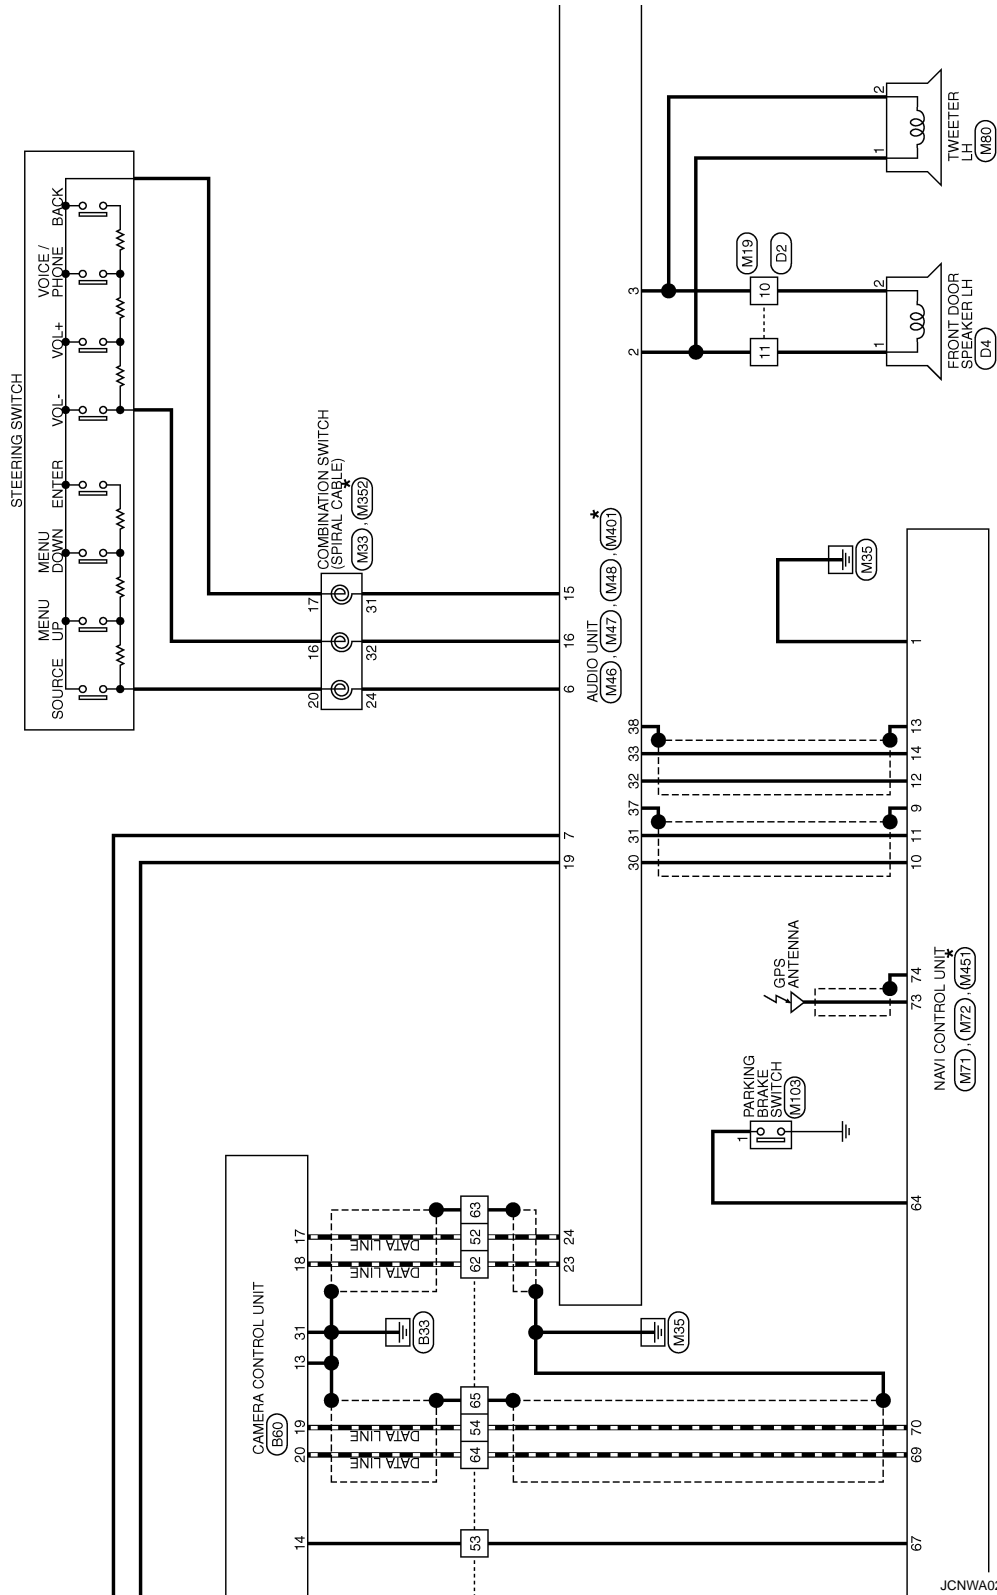 STEERING SWITCH
SOURCE
MENU
UP
MENU
DOWN
ENTER
VOL-
VOL+
VOICE /
PHONE
BACK
COMBINATION SWITCH
(SPIRAL CABLE)
M33 , M352 *
20
16
17
24
32
31
6
16
15
AUDIO UNIT
M46 , M47 , M48 , M401 *
19
7
30
31
37
32
33
38
2
3
M19
D2
11
10
1
2
FRONT DOOR
SPEAKER LH
D4
1
2
TWEETER
LH
M80
M35
10
11
9
12
14
13
1
GPS
ANTENNA
73
74
NAVI CONTROL UNIT
M71 , M72 , M451 *
PARKING
BRAKE
SWITCH
M103
1
64
CAMERA CONTROL UNIT
B60
14
20
19
13
31
18
17
DATA LINE
DATA LINE
DATA LINE
DATA LINE
B33
53
64
54
65
62
52
63
23
24
M35
67
69
70
JCNWA02